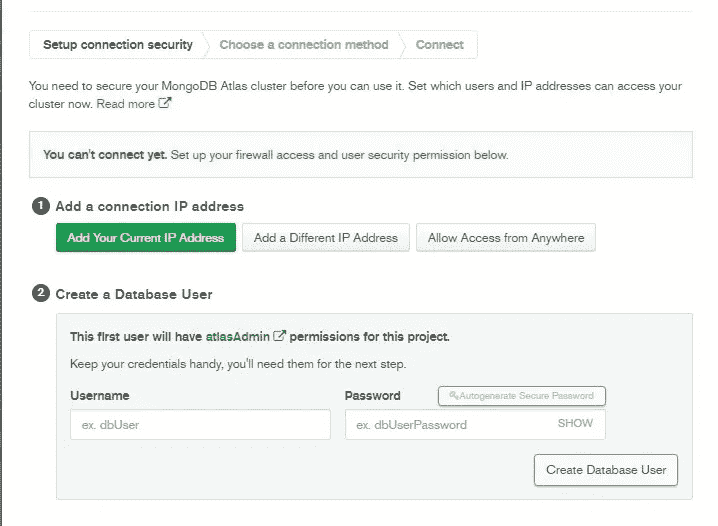 Setup connection security Choose a connection method Connect
You need to secure your MongoDB Atlas cluster before you can use it. Set which users and IP addresses can access your
cluster now. Read more
You can't connect yet. Set up your firewall access and user security permission below.
1 Add a connection IP address
Add Your Current IP Address Add a Different IP Address Allow Access from Anywhere
2 Create a Database User
This first user will have atlasAdmin permissions for this project.
Keep your credentials handy, you'll need them for the next step.
Username Password Autogenerate Secure Password
ex. dbUser ex. dbUserPassword SHOW
Create Database User